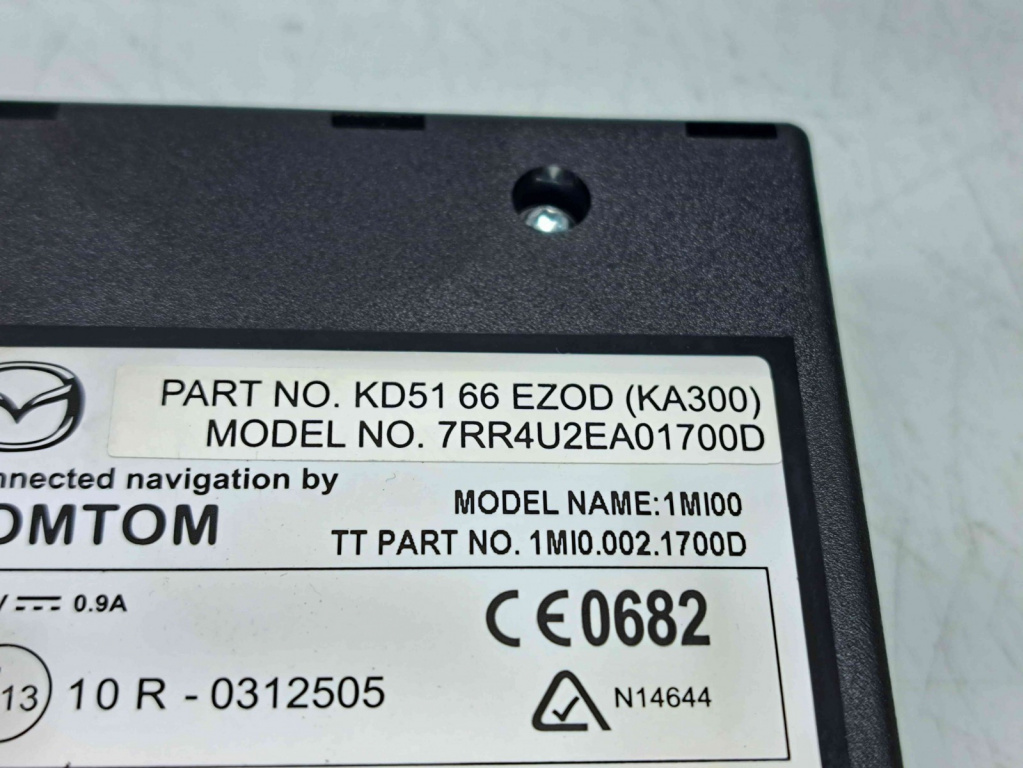 PART NO. KD51 66 EZ0D (KA300)
MODEL NO. 7RR4U2EA01700D
nnected navigation by
OMTOM
MODEL NAME:1MI00
TT PART NO. 1MI0.002.1700D
V ⎓ 0.9A
CE0682
13
10 R - 0312505
N14644